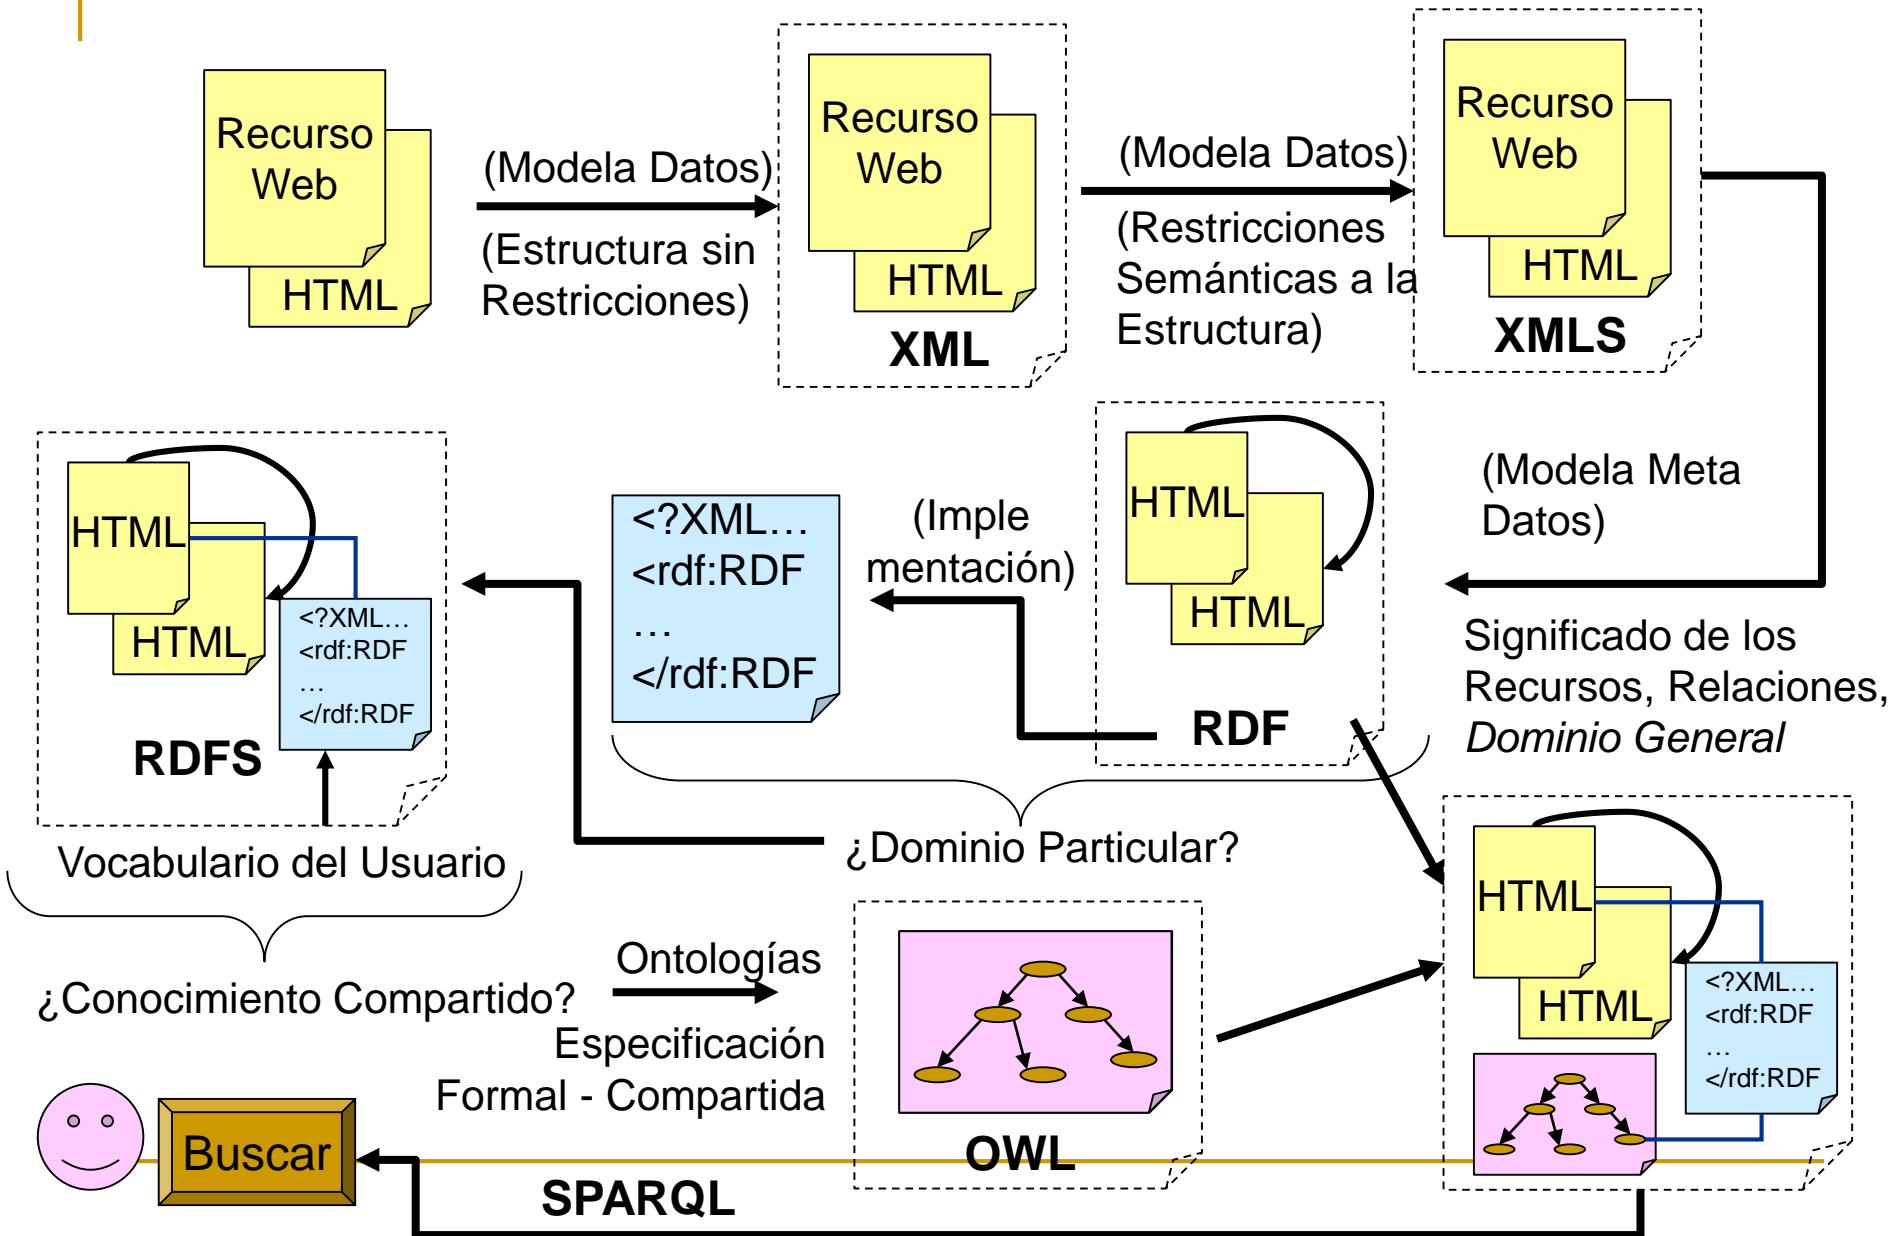 Recurso
Web
HTML
(Modela Datos)
(Estructura sin
Restricciones)
Recurso
Web
HTML
XML
(Modela Datos)
(Restricciones
Semánticas a la
Estructura)
Recurso
Web
HTML
XMLS
(Modela Meta
Datos)
Significado de los
Recursos, Relaciones,
Dominio General
HTML
HTML
RDF
(Imple
mentación)
<?XML…
<rdf:RDF
…
</rdf:RDF
¿Dominio Particular?
HTML
HTML
<?XML…
<rdf:RDF
…
</rdf:RDF
RDFS
Vocabulario del Usuario
¿Conocimiento Compartido?
Ontologías
Especificación
Formal - Compartida
OWL
HTML
HTML
<?XML…
<rdf:RDF
…
</rdf:RDF
SPARQL
Buscar